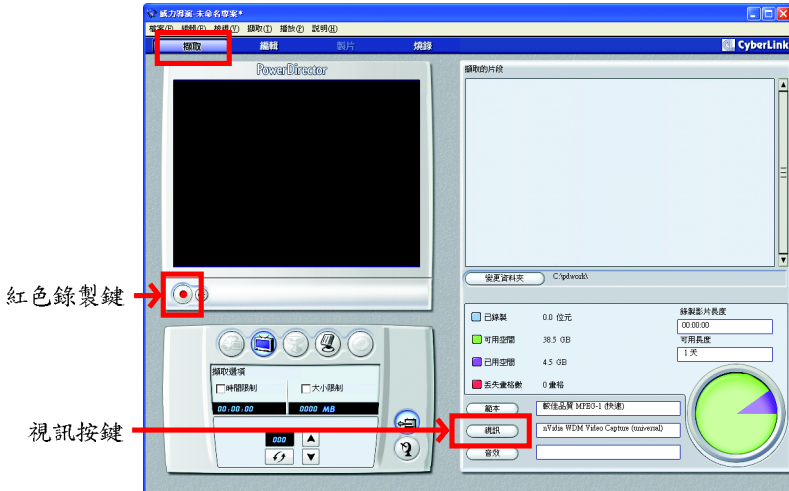 威力導演-未命名專案*
檔案(F) 編輯(E) 檢視(V) 擷取(T) 播放(P) 說明(H)
擷取 編輯 製片 燒錄 CyberLink
PowerDirector
擷取的片段
變更資料夾 C:\pdwork\
紅色錄製鍵
已錄製 0.0 位元
可用空間 38.5 GB
已用空間 4.5 GB
丟失畫格數 0 畫格
錄製影片長度
00:00:00
可用長度
1 天
擷取選項
時間限制 大小限制
00:00:00 0000 MB
000
範本 較佳品質 MPEG-1 (快速)
視訊 nVidia WDM Video Capture (universal)
音效
視訊按鍵